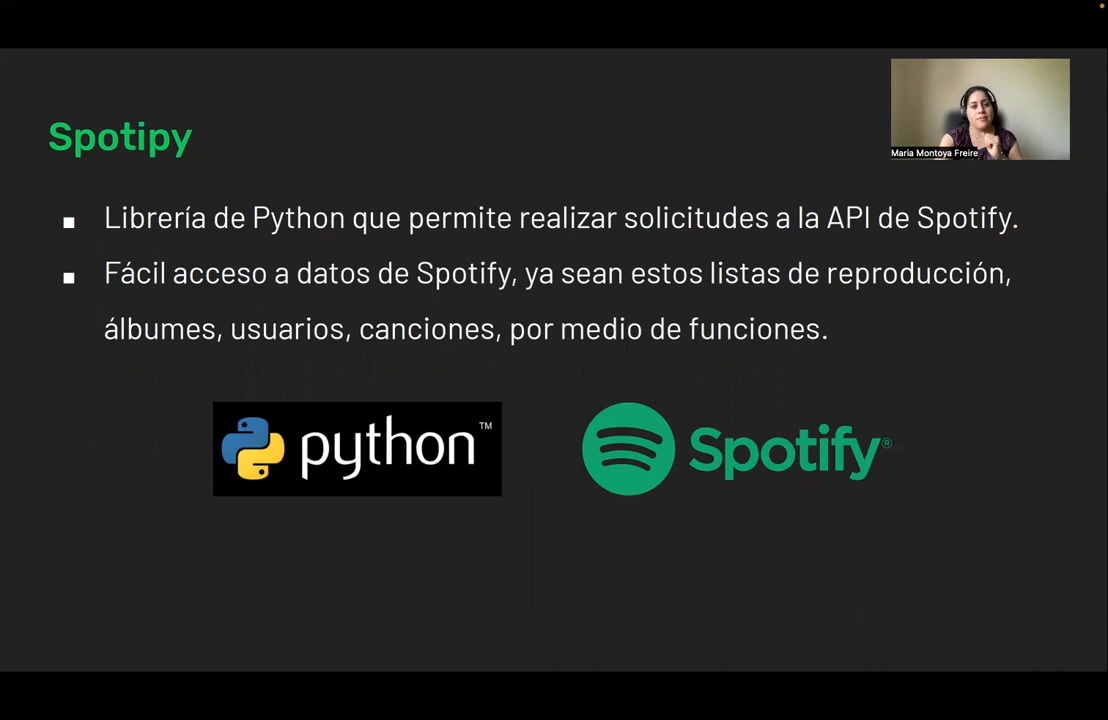 Spotipy
Maria Montoya Freire
▪ Librería de Python que permite realizar solicitudes a la API de Spotify.
▪ Fácil acceso a datos de Spotify, ya sean estos listas de reproducción,
álbumes, usuarios, canciones, por medio de funciones.
python™
Spotify®